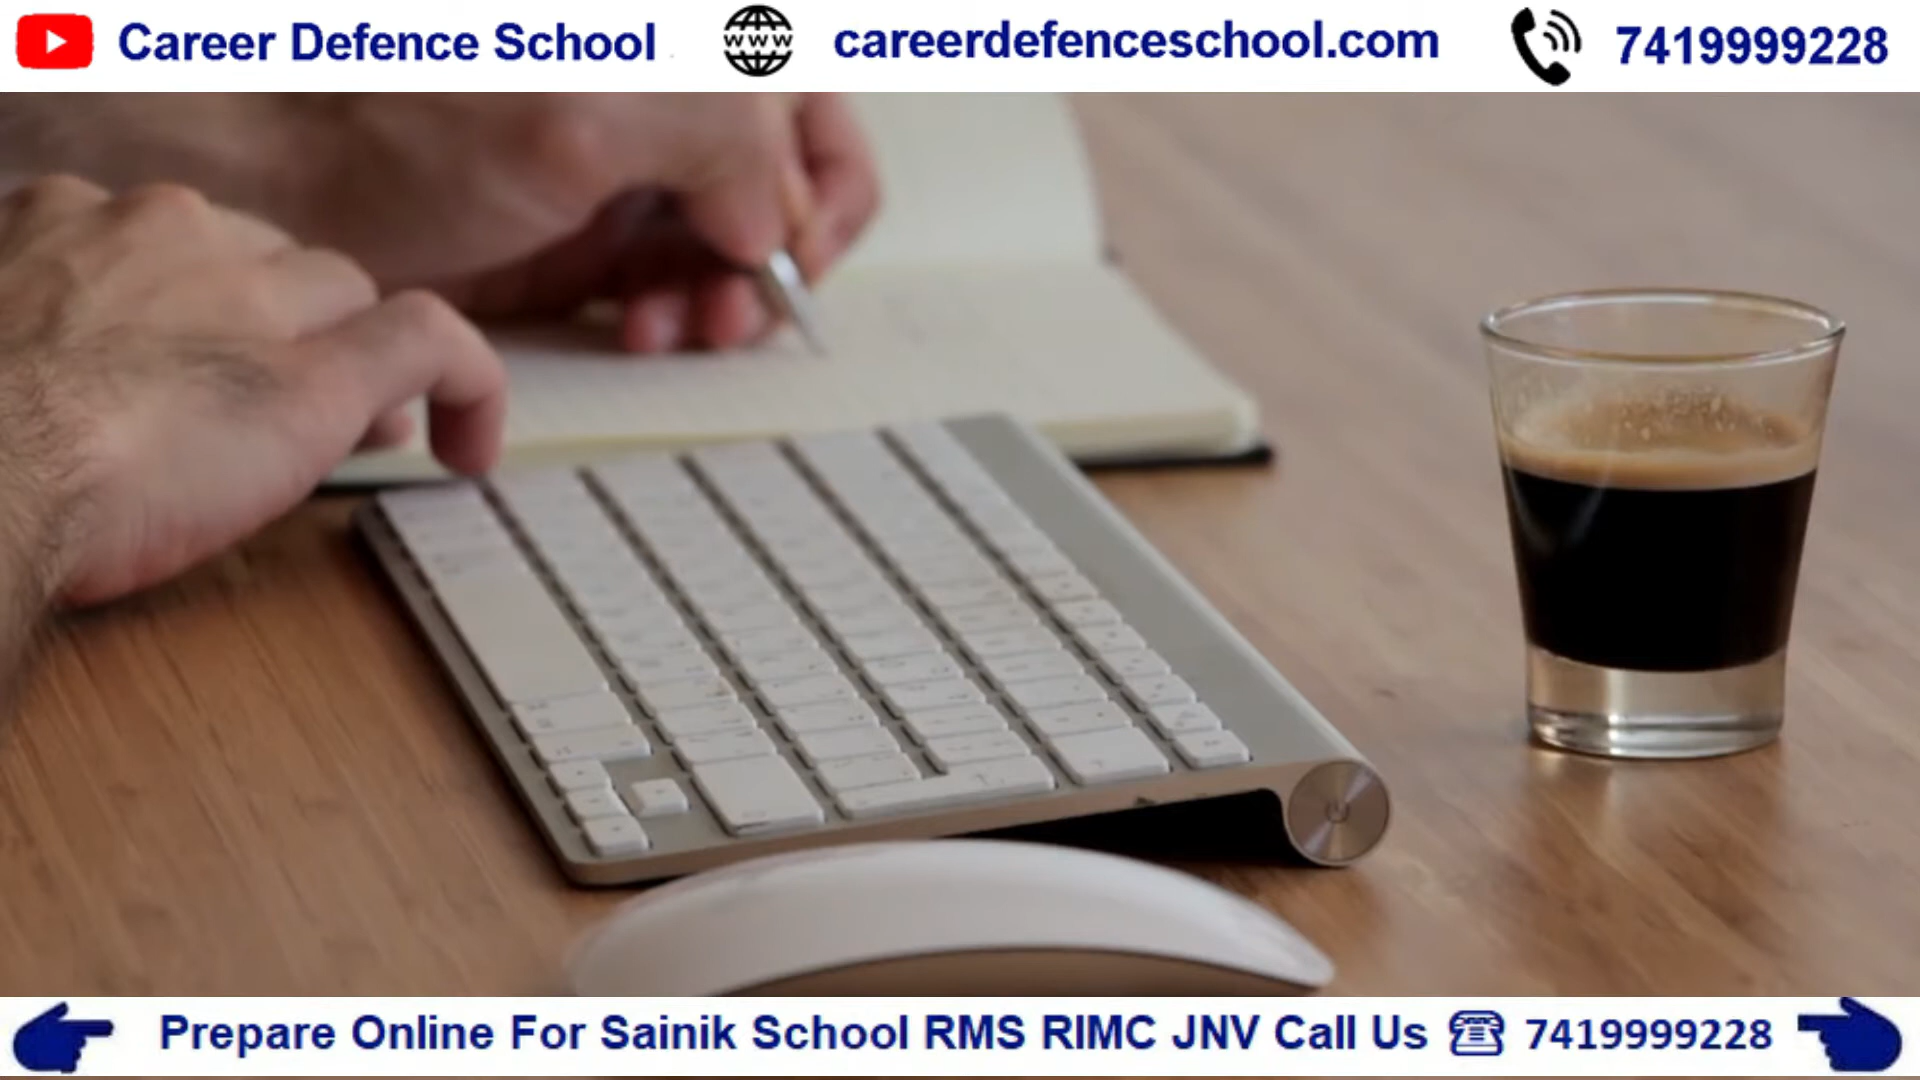 Career Defence School
www
careerdefenceschool.com
7419999228
Prepare Online For Sainik School RMS RIMC JNV Call Us 7419999228